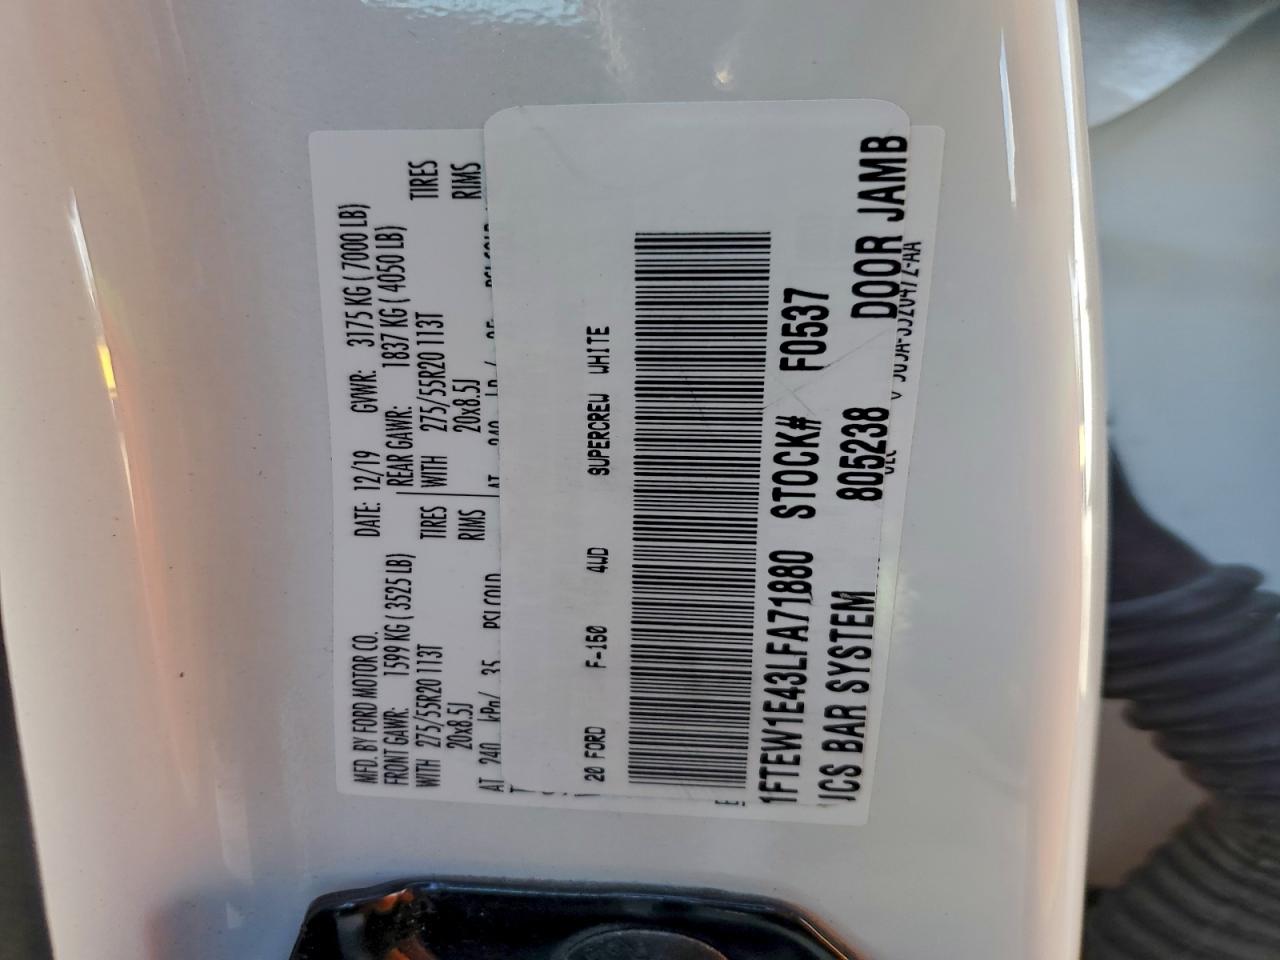 MFD. BY FORD MOTOR CO.
DATE: 12/19 GVWR: 3175 KG ( 7000 LB)
FRONT GAWR: 1599 KG ( 3525 LB) REAR GAWR: 1837 KG ( 4050 LB)
WITH 275/55R20 113T TIRES WITH 275/55R20 113T TIRES
20x8.5J RIMS 20x8.5J RIMS
AT 240 kPa/ 35 PSI COLD AT 240
20 FORD F-150 4WD SUPERCREW WHITE
1FTEW1E43LFA71880 STOCK# F0537
ICS BAR SYSTEM 805238 DOOR JAMB